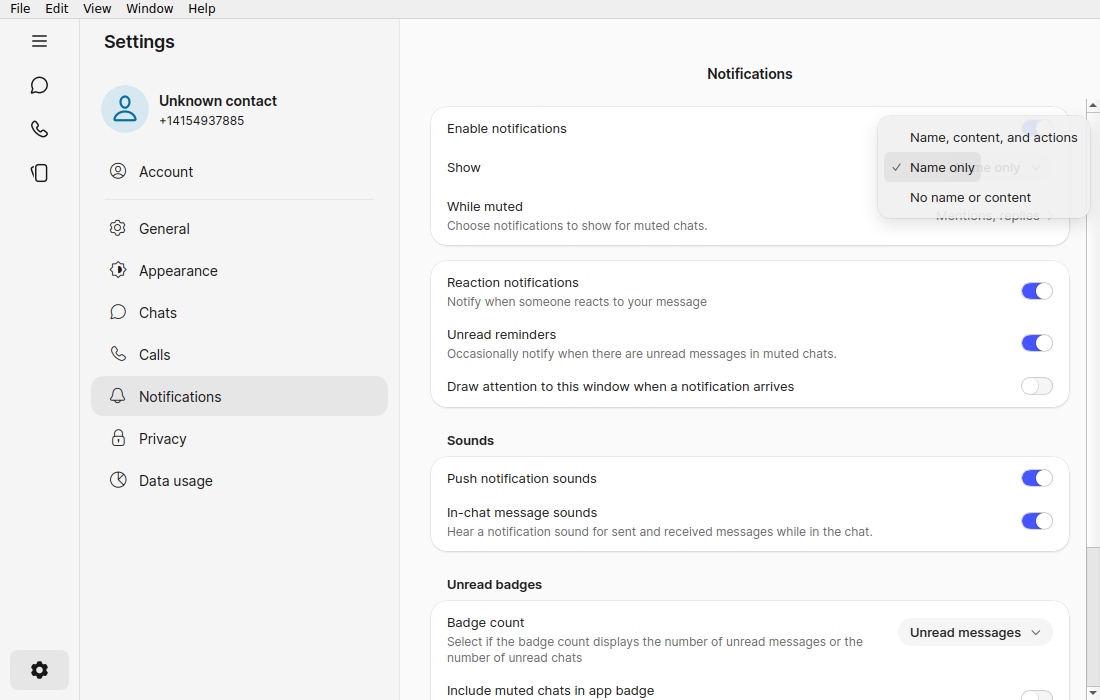 File Edit View Window Help
Settings
Unknown contact
+14154937885
Account
General
Appearance
Chats
Calls
Notifications
Privacy
Data usage
Notifications
Enable notifications
Show
While muted
Choose notifications to show for muted chats.
Mentions, replies
Name, content, and actions
Name only
No name or content
Reaction notifications
Notify when someone reacts to your message
Unread reminders
Occasionally notify when there are unread messages in muted chats.
Draw attention to this window when a notification arrives
Sounds
Push notification sounds
In-chat message sounds
Hear a notification sound for sent and received messages while in the chat.
Unread badges
Badge count
Select if the badge count displays the number of unread messages or the
number of unread chats
Unread messages
Include muted chats in app badge